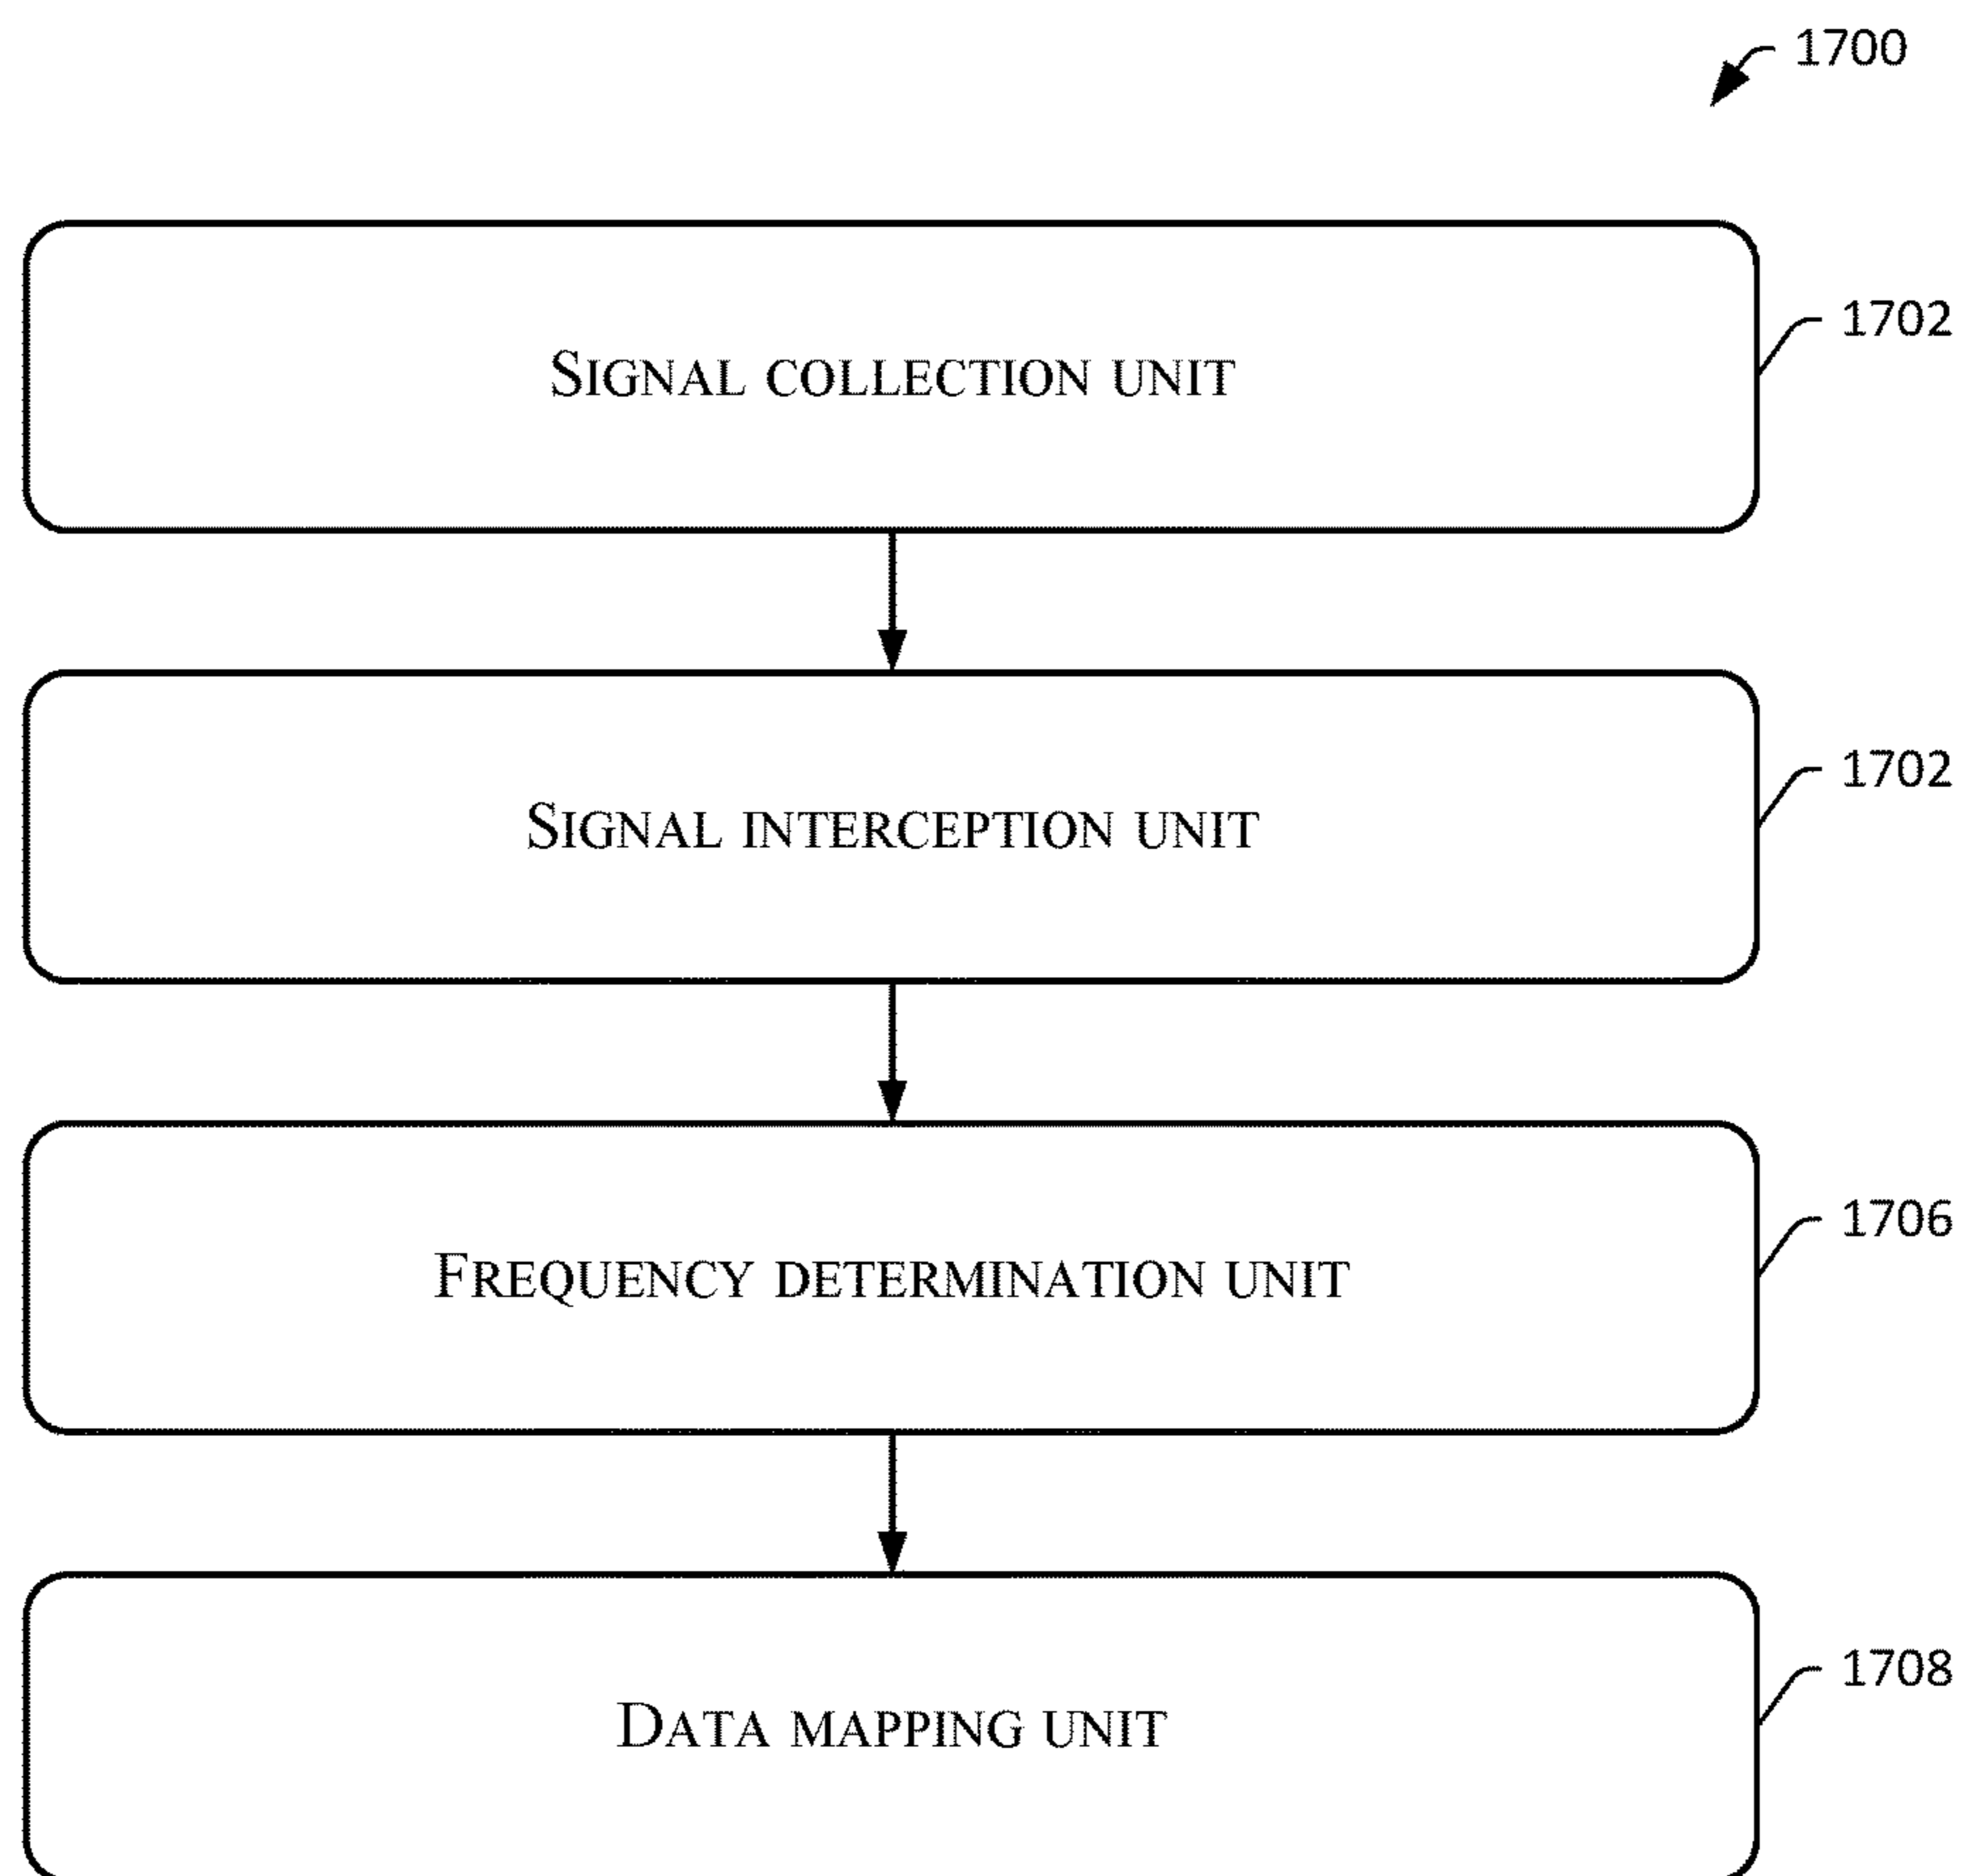 1700
SIGNAL COLLECTION UNIT
1702
SIGNAL INTERCEPTION UNIT
1702
FREQUENCY DETERMINATION UNIT
1706
DATA MAPPING UNIT
1708